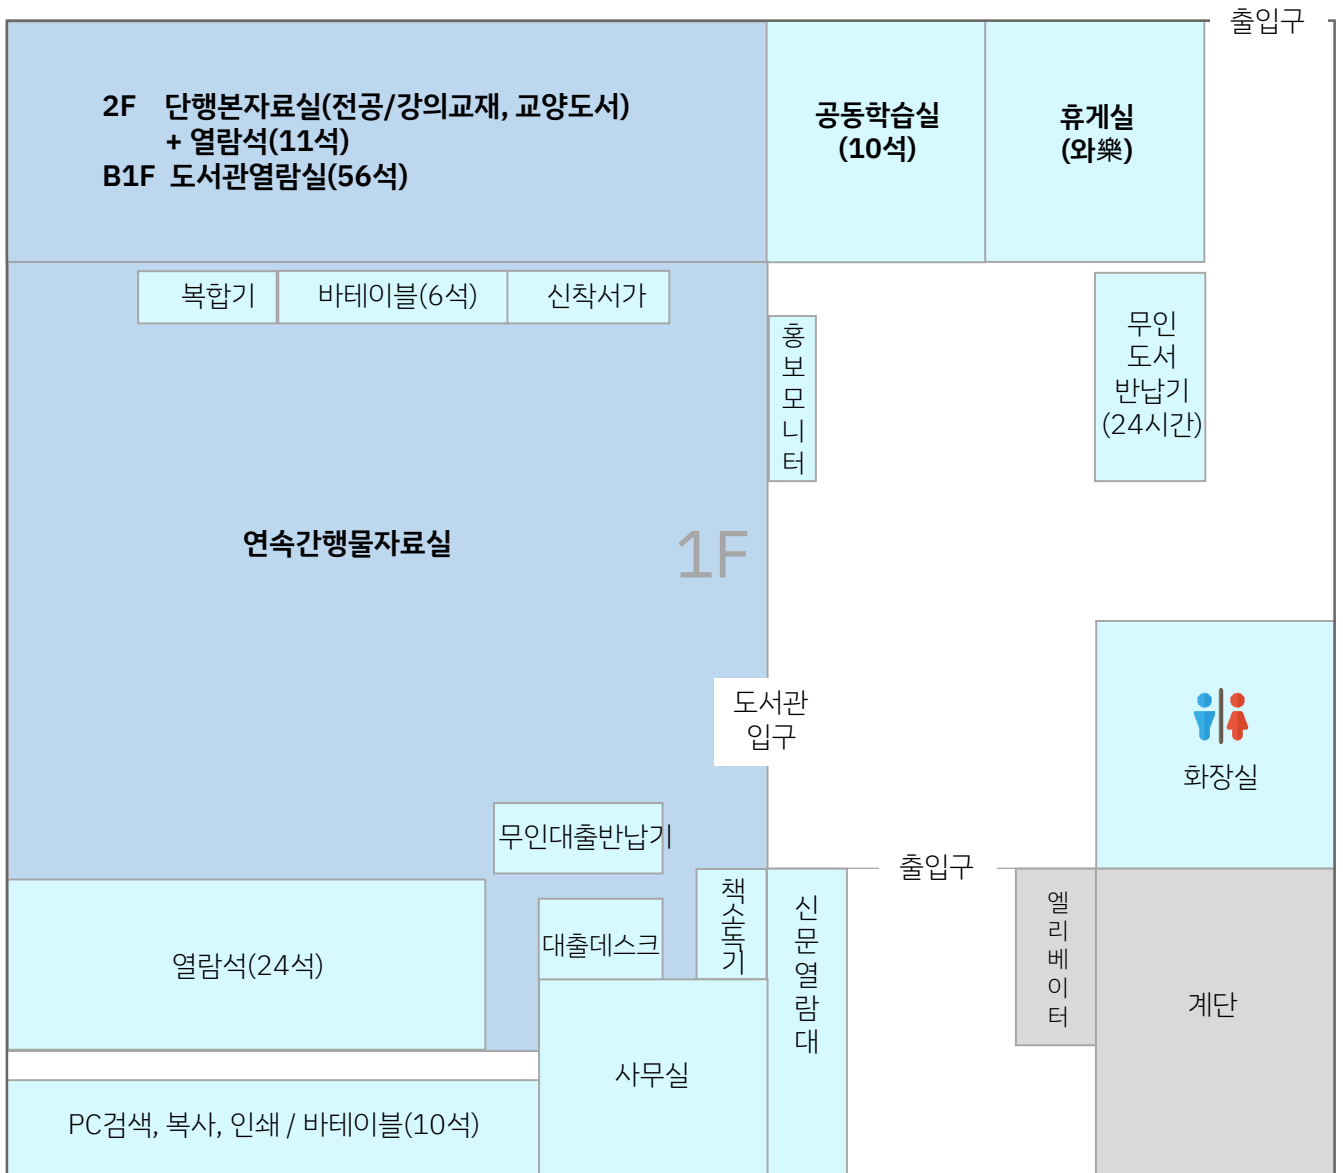 출입구
2F 단행본자료실(전공/강의교재, 교양도서)
+ 열람석(11석)
B1F 도서관열람실(56석)
공동학습실
(10석)
휴게실
(와樂)
복합기
바테이블(6석)
신착서가
홍보모니터
무인
도서
반납기
(24시간)
연속간행물자료실
1F
도서관
입구
화장실
무인대출반납기
출입구
책소독기
신문열람대
엘리베이터
대출데스크
열람석(24석)
계단
사무실
PC검색, 복사, 인쇄 / 바테이블(10석)